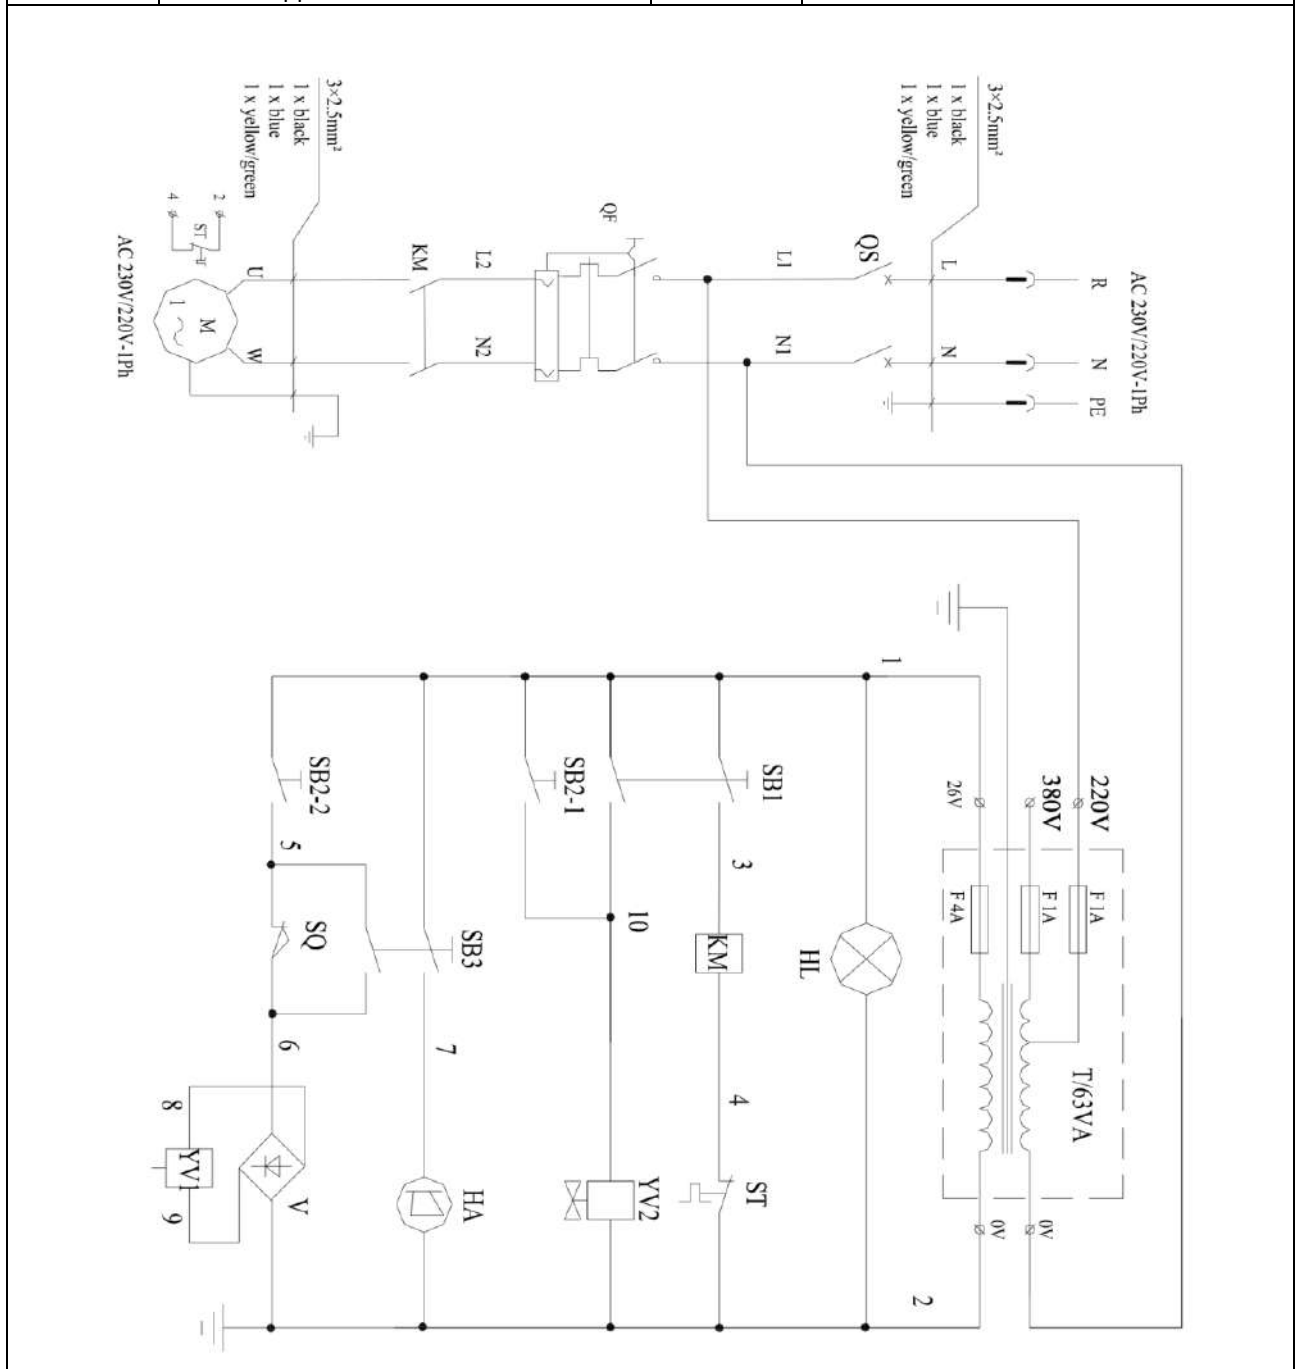 AC 230V/220V-1Ph
R
N
PE
3×2.5mm²
1 x black
1 x blue
1 x yellow/green
L
N
QS
L1
N1
QF
L2
N2
KM
3×2.5mm²
1 x black
1 x blue
1 x yellow/green
U
W
2
4
ST
M
1
AC 230V/220V-1Ph
220V
380V
26V
F 1A
F 1A
F 4A
T/63VA
0V
0V
1
2
HL
SB1
3
KM
4
ST
SB2-1
10
YV2
SB3
7
HA
SB2-2
5
SQ
6
V
8
YV1
9